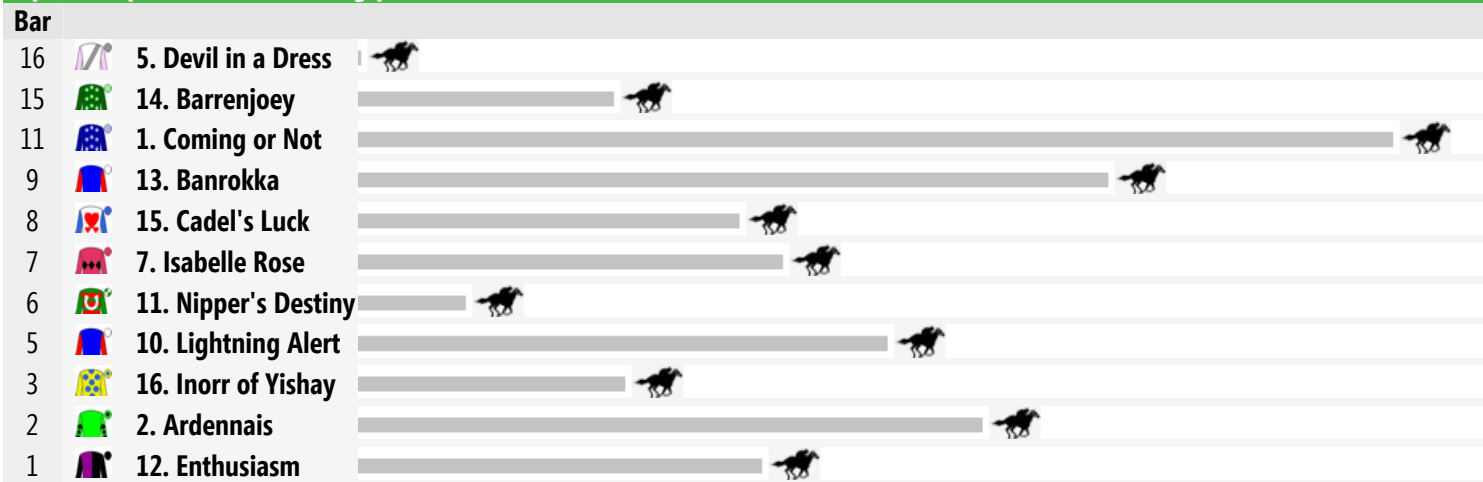 Bar
16 5. Devil in a Dress
15 14. Barrenjoey
11 1. Coming or Not
9 13. Banrokka
8 15. Cadel's Luck
7 7. Isabelle Rose
6 11. Nipper's Destiny
5 10. Lightning Alert
3 16. Inorr of Yishay
2 2. Ardennais
1 12. Enthusiasm